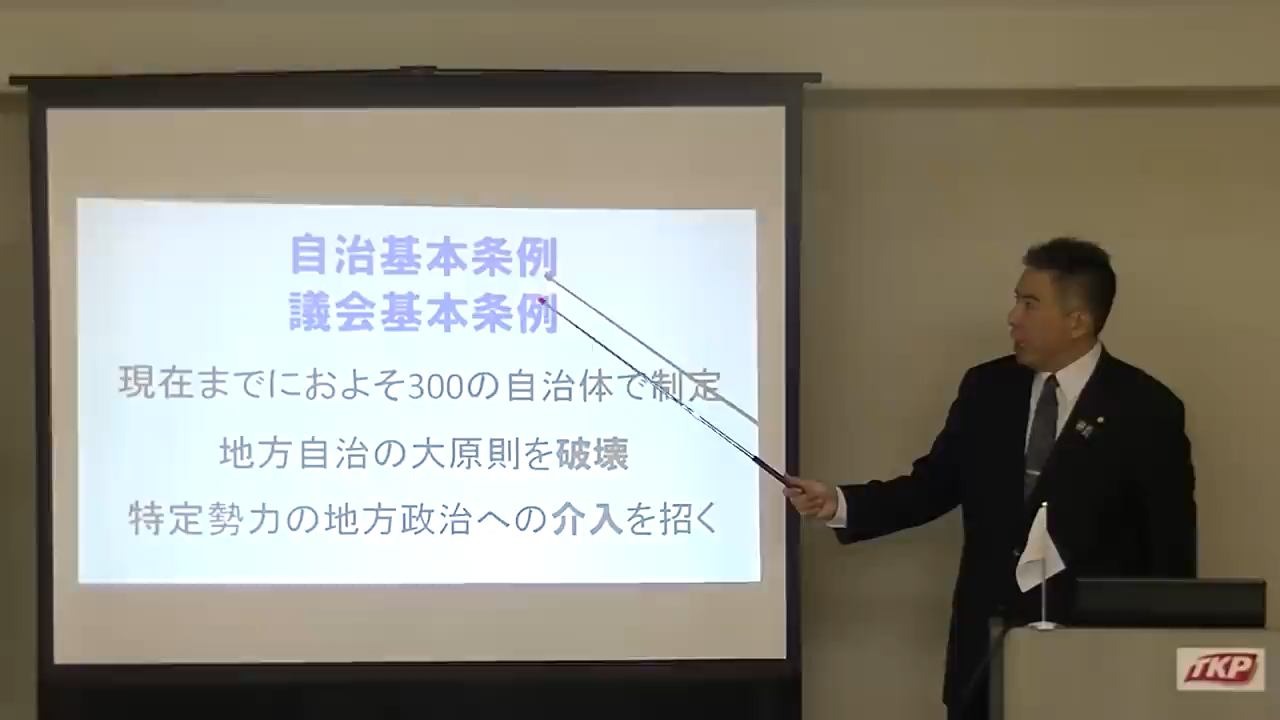 自治基本条例
議会基本条例
現在までにおよそ300の自治体で制定
地方自治の大原則を破壊
特定勢力の地方政治への介入を招く
TKP